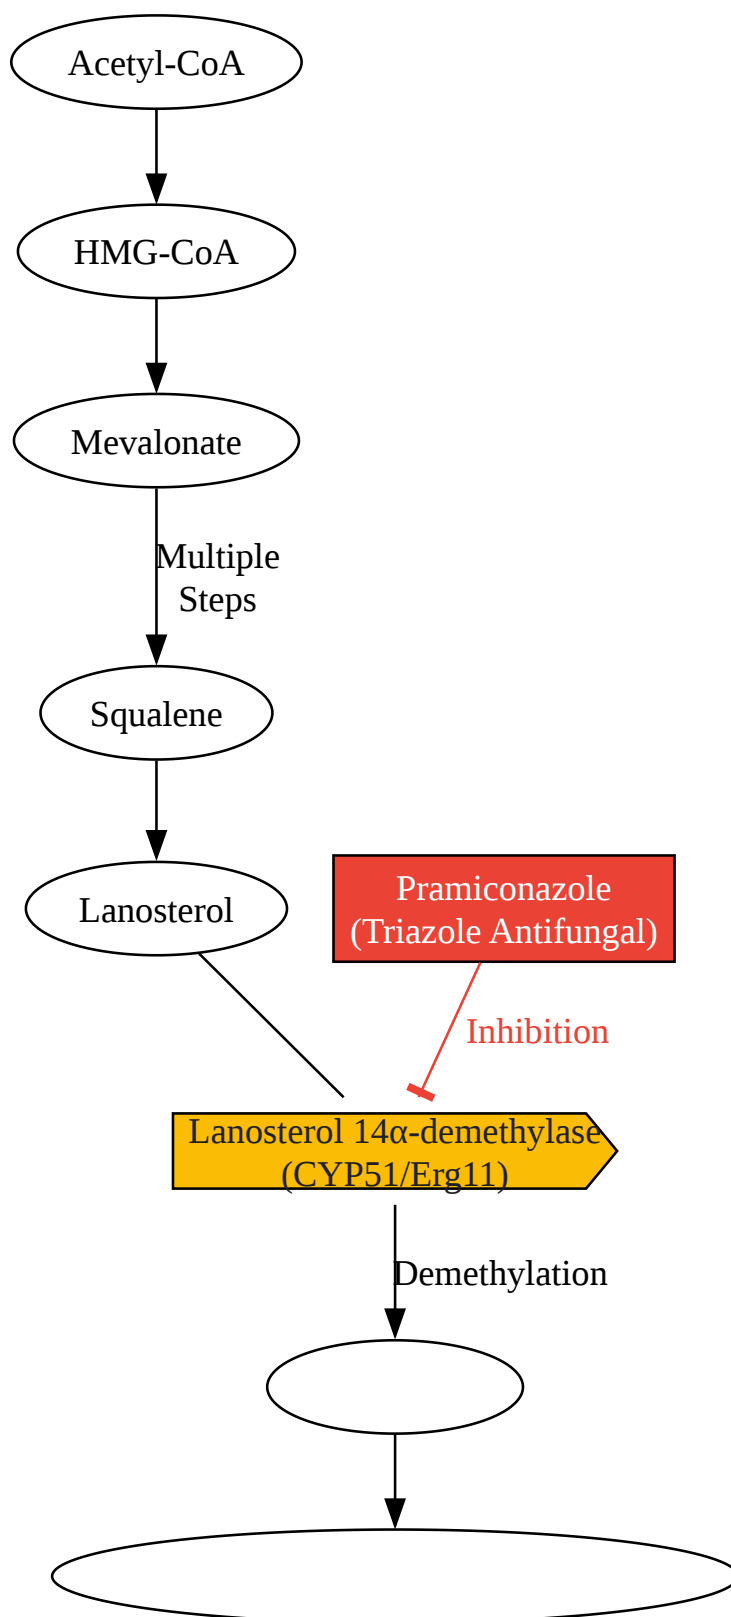 Acetyl-CoA
HMG-CoA
Mevalonate
Multiple
Steps
Squalene
Lanosterol
Pramiconazole
(Triazole Antifungal)
Inhibition
Lanosterol 14α-demethylase
(CYP51/Erg11)
Demethylation